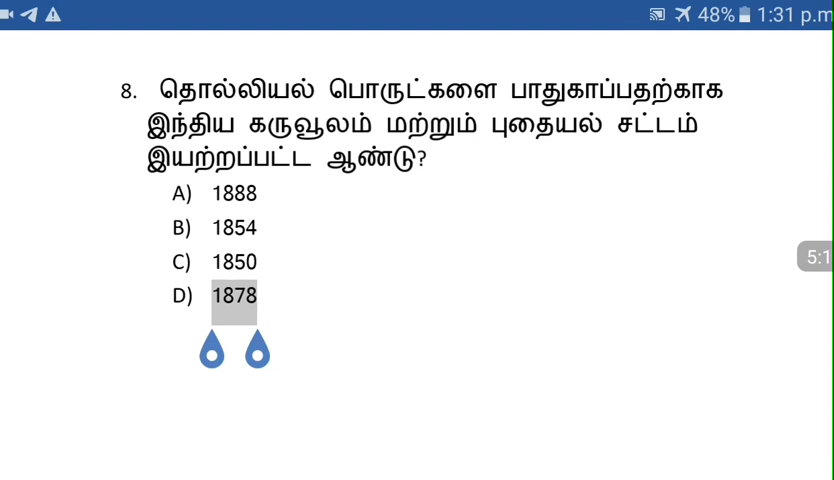 48% 1:31 p.m
8. தொல்லியல் பொருட்களை பாதுகாப்பதற்காக
இந்திய கருவூலம் மற்றும் புதையல் சட்டம்
இயற்றப்பட்ட ஆண்டு?
A) 1888
B) 1854
C) 1850
5:1
D) 1878